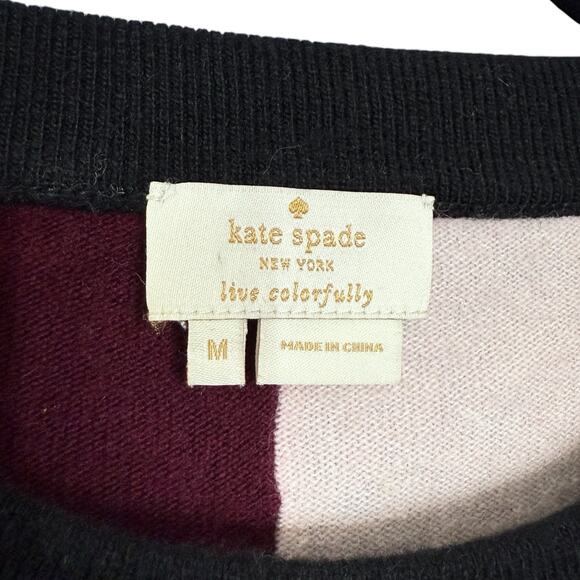 kate spade
NEW YORK
live colorfully
M
MADE IN CHINA